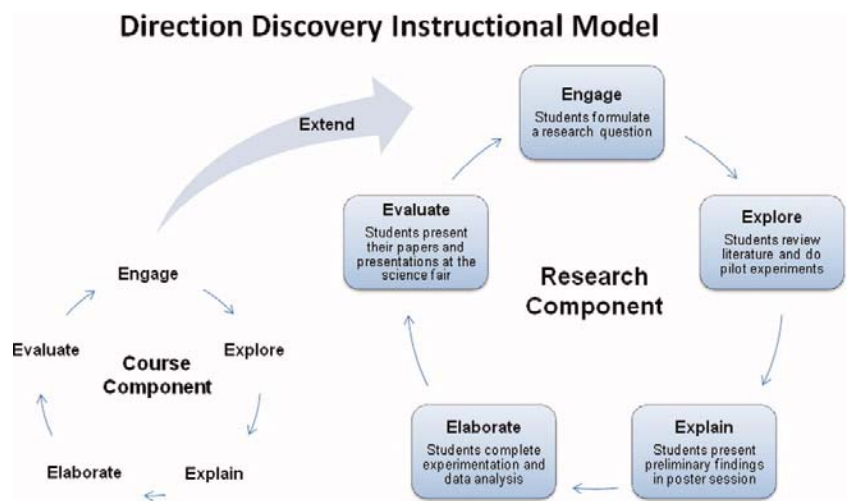 Direction Discovery Instructional Model
Extend
Engage
Students formulate
a research question
Explore
Students review
literature and do
pilot experiments
Explain
Students present
preliminary findings
in poster session
Elaborate
Students complete
experimentation and
data analysis
Evaluate
Students present
their papers and
presentations at the
science fair
Research
Component
Engage
Explore
Explain
Elaborate
Evaluate
Course
Component